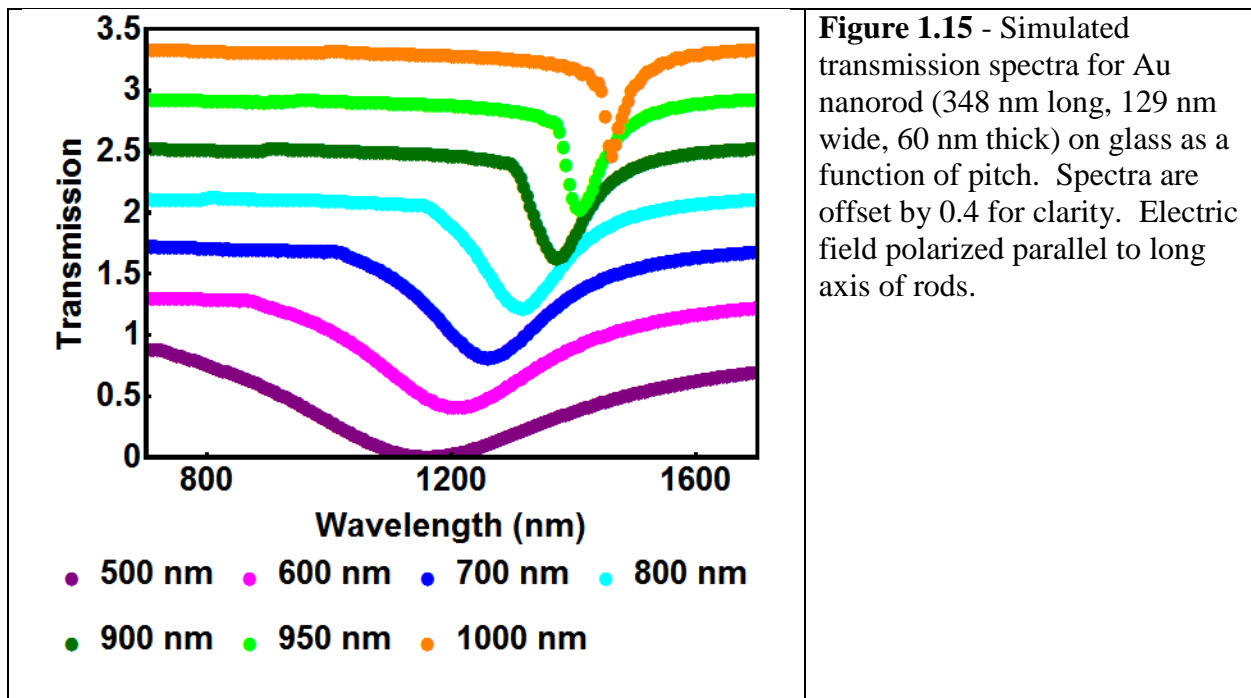 3.5
3
2.5
2
1.5
1
0.5
0
Transmission
800 1200 1600
Wavelength (nm)
500 nm 600 nm 700 nm 800 nm
900 nm 950 nm 1000 nm
Figure 1.15 - Simulated
transmission spectra for Au
nanorod (348 nm long, 129 nm
wide, 60 nm thick) on glass as a
function of pitch.  Spectra are
offset by 0.4 for clarity.  Electric
field polarized parallel to long
axis of rods.